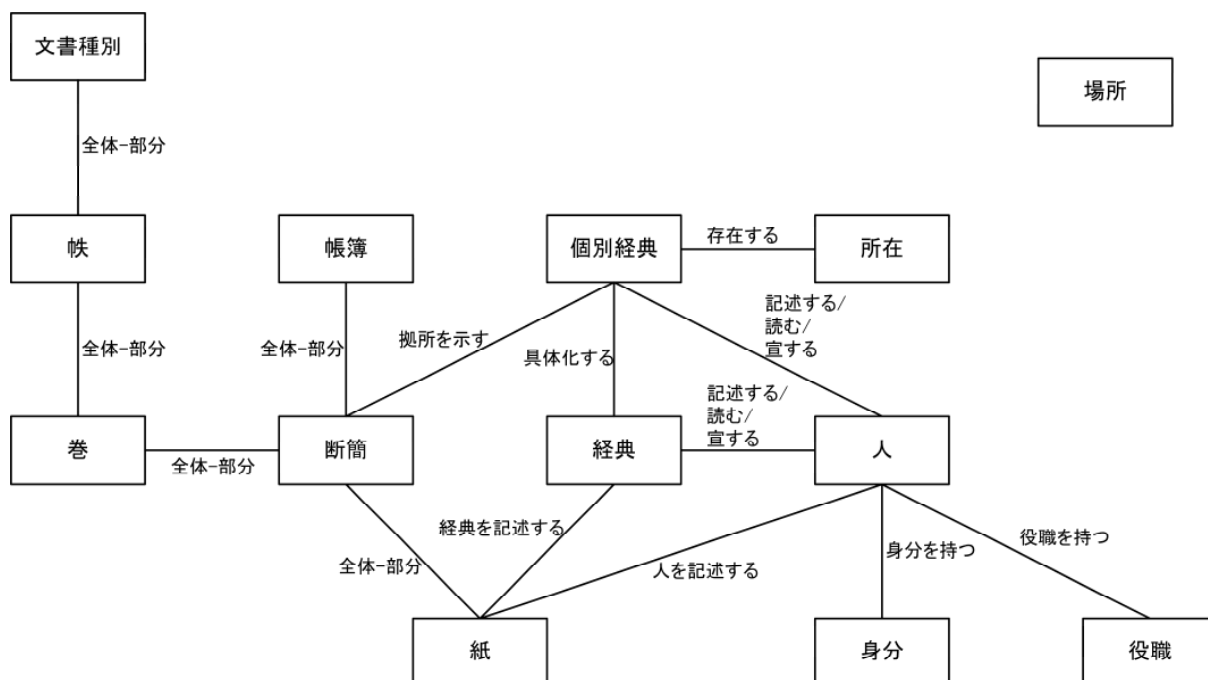 文書種別
場所
全体-部分
帙
帳簿
個別経典
存在する
所在
全体-部分
全体-部分
拠所を示す
具体化する
記述する/
読む/
宣する
記述する/
読む/
宣する
巻
全体-部分
断簡
経典
人
経典を記述する
全体-部分
人を記述する
身分を持つ
役職を持つ
紙
身分
役職